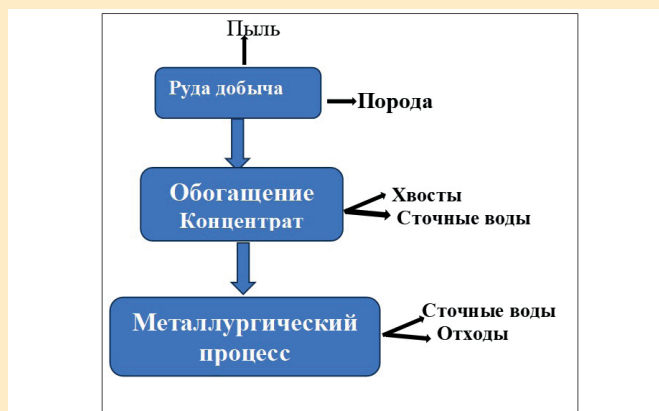 Пыль
Руда добыча
Порода
Обогащение
Концентрат
Хвосты
Сточные воды
Металлургический
процесс
Сточные воды
Отходы